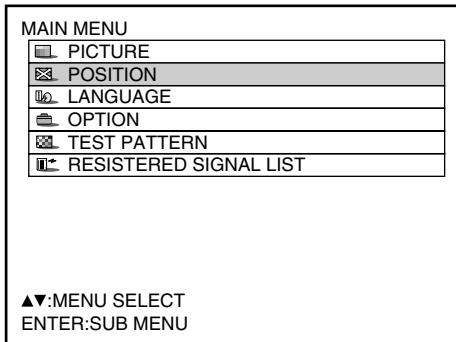 MAIN MENU
PICTURE
POSITION
LANGUAGE
OPTION
TEST PATTERN
RESISTERED SIGNAL LIST
▲▼:MENU SELECT
ENTER:SUB MENU